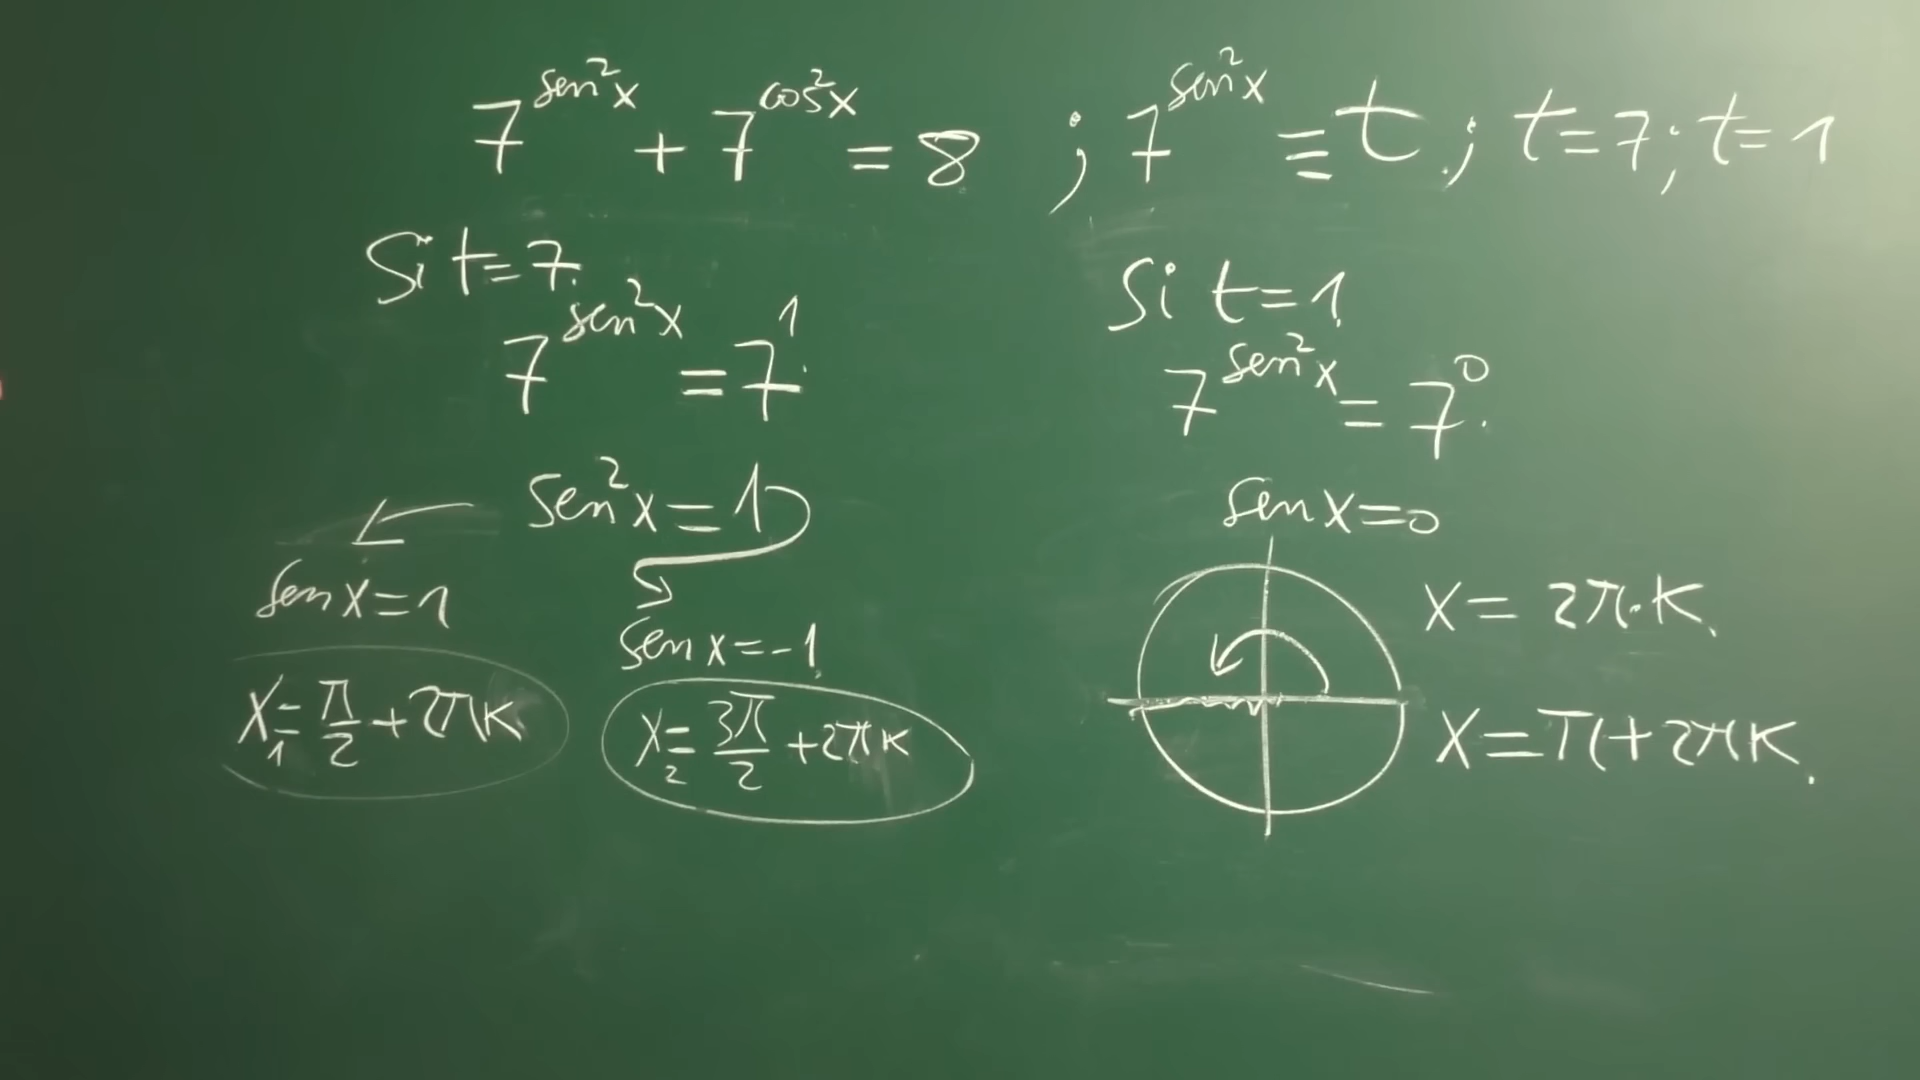 7^{sen²x} + 7^{cos²x} = 8 ; 7^{sen²x} ≡ t ; t=7; t=1
Si t=7.
7^{sen²x} = 7^1.
sen²x = 1
sen x = 1
x₁ = π/2 + 2πK
sen x = -1
x₂ = 3π/2 + 2πK
Si t=1
7^{sen²x} = 7^0.
sen x = 0
x = 2π·K.
x = π + 2πK.